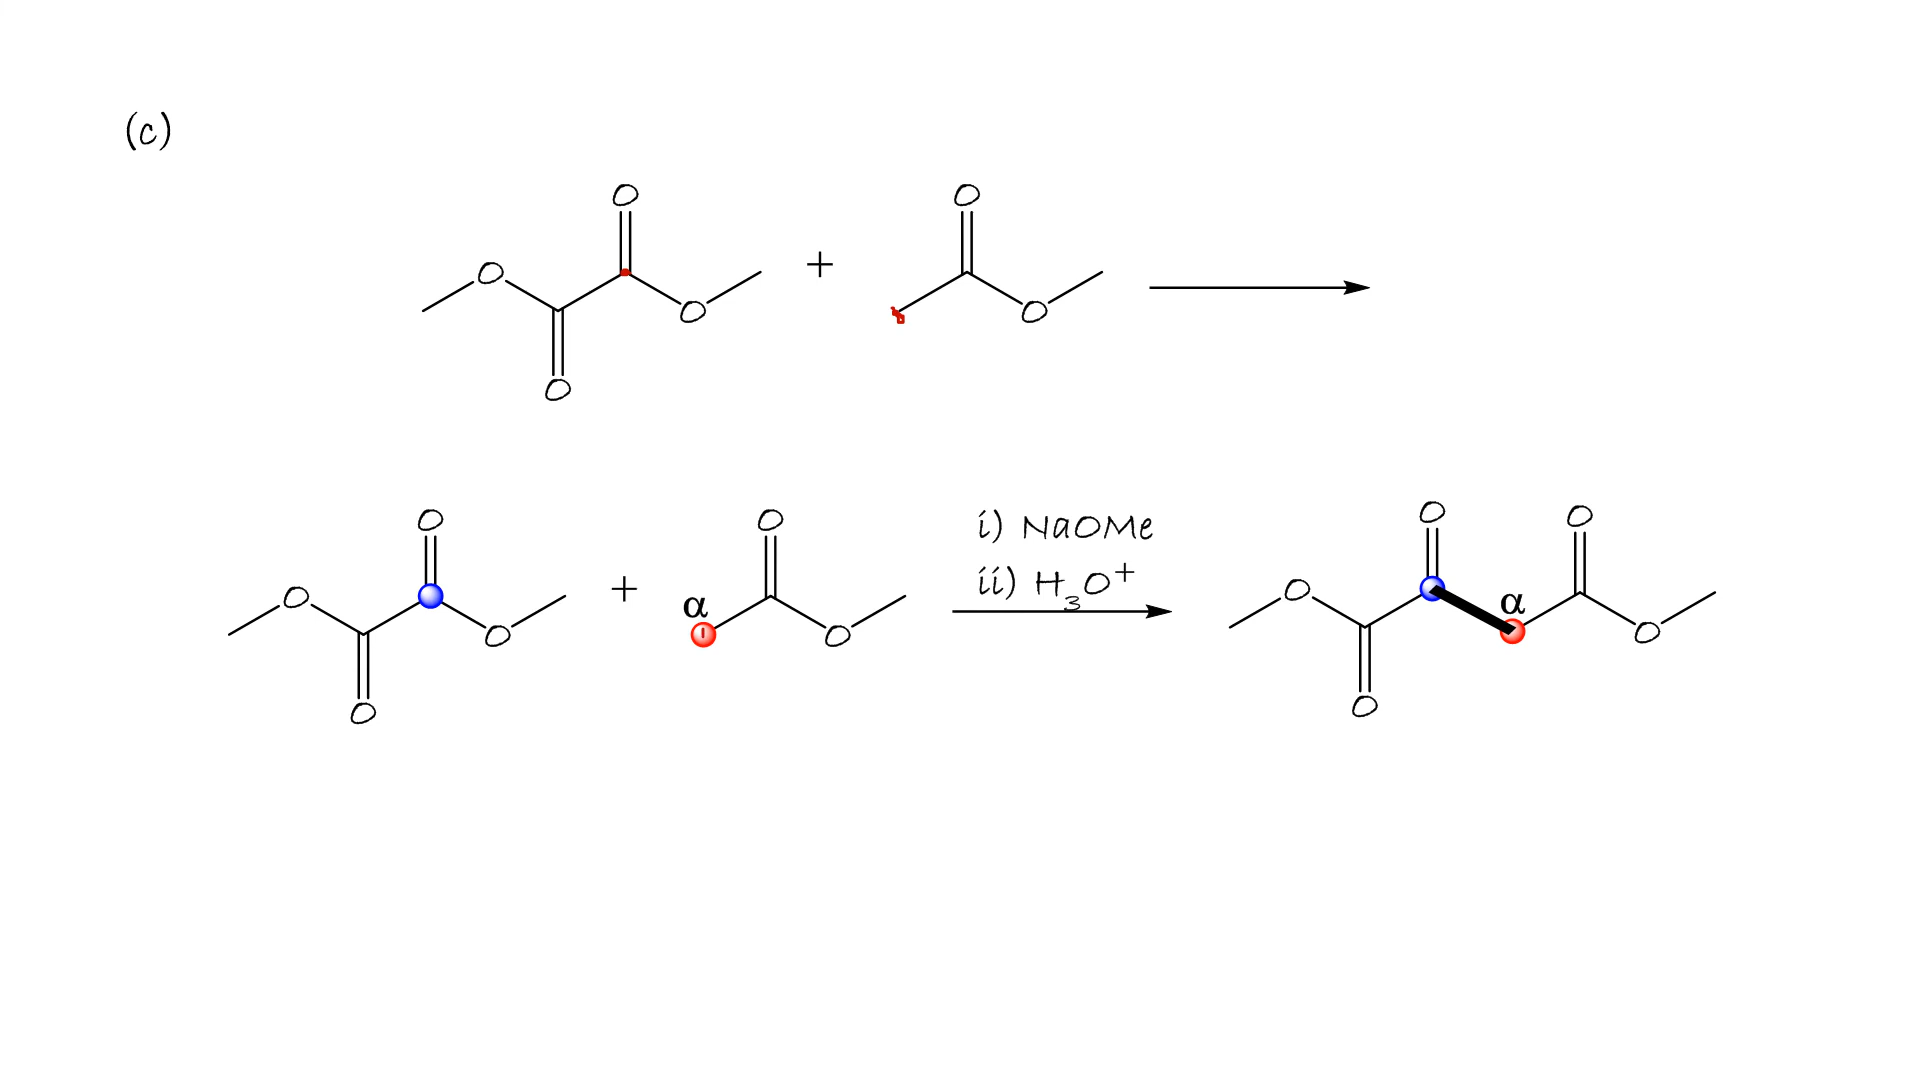 (c)
O O
O + O
O
i) NaOMe
ii) H₃O⁺
O O O O
O + α O O α O
O O